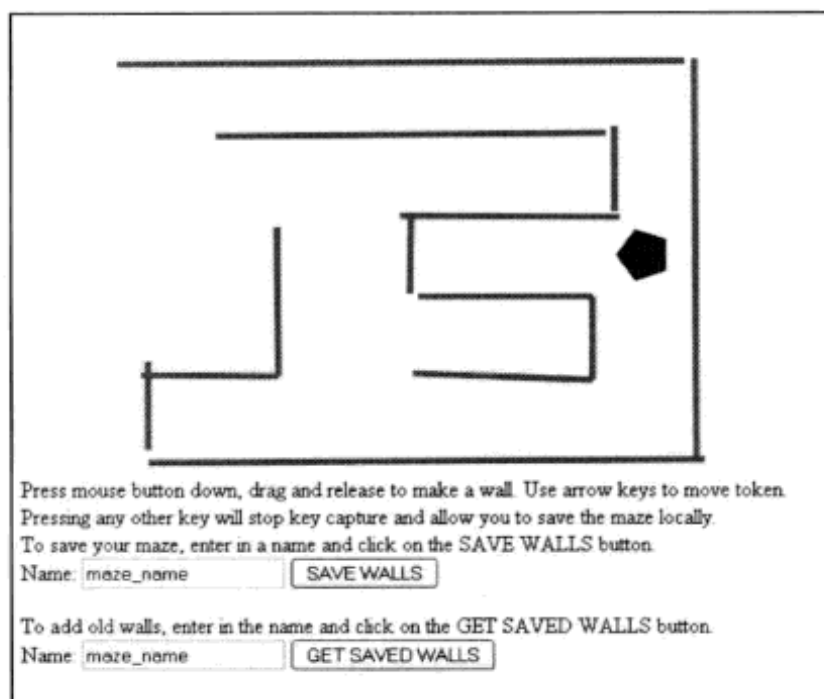 Press mouse button down, drag and release to make a wall. Use arrow keys to move token.
Pressing any other key will stop key capture and allow you to save the maze locally.
To save your maze, enter in a name and click on the SAVE WALLS button.
Name: maze_name SAVE WALLS
To add old walls, enter in the name and click on the GET SAVED WALLS button.
Name: maze_name GET SAVED WALLS